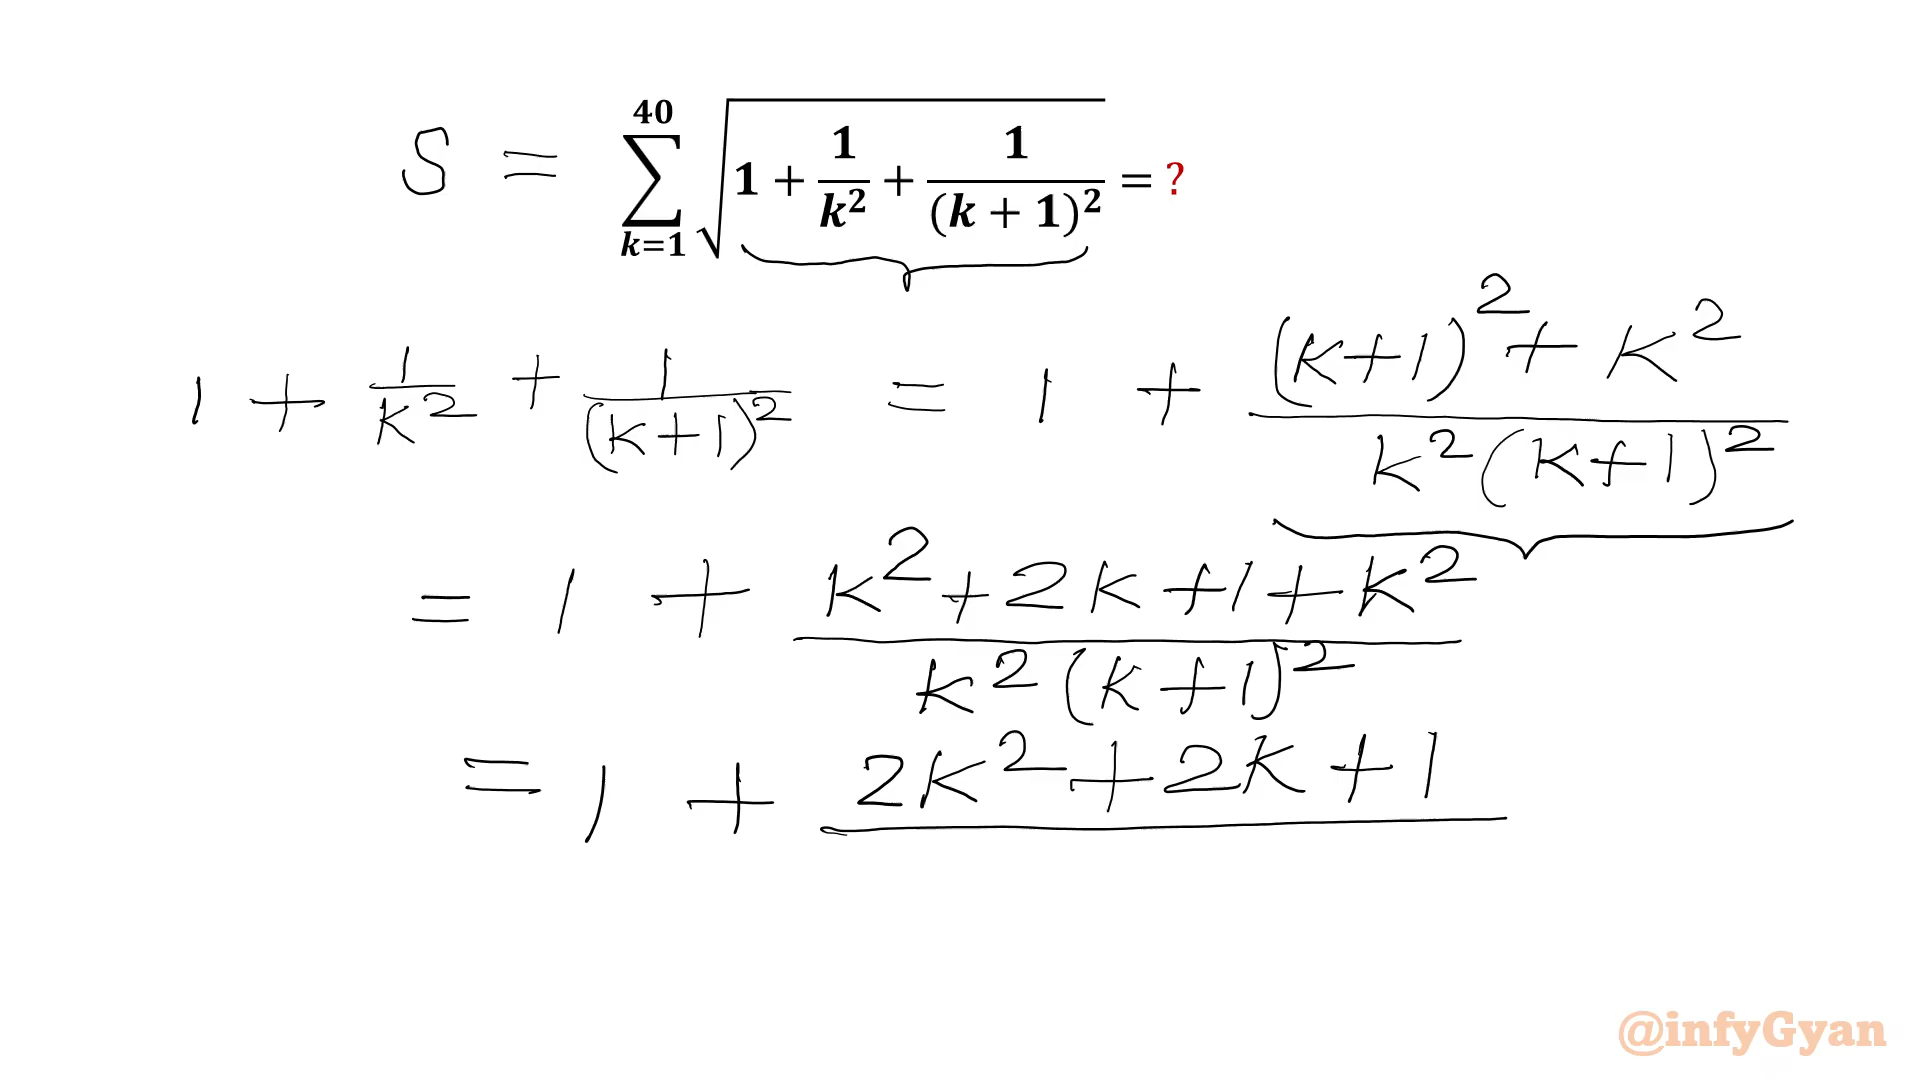 S = ∑_{k=1}^{40} √(1 + 1/k² + 1/(k + 1)²) = ?
1 + 1/k² + 1/(k+1)² = 1 + ((k+1)² + k²)/(k²(k+1)²)
= 1 + (k² + 2k + 1 + k²)/(k²(k+1)²)
= 1 + (2k² + 2k + 1)/
@infyGyan